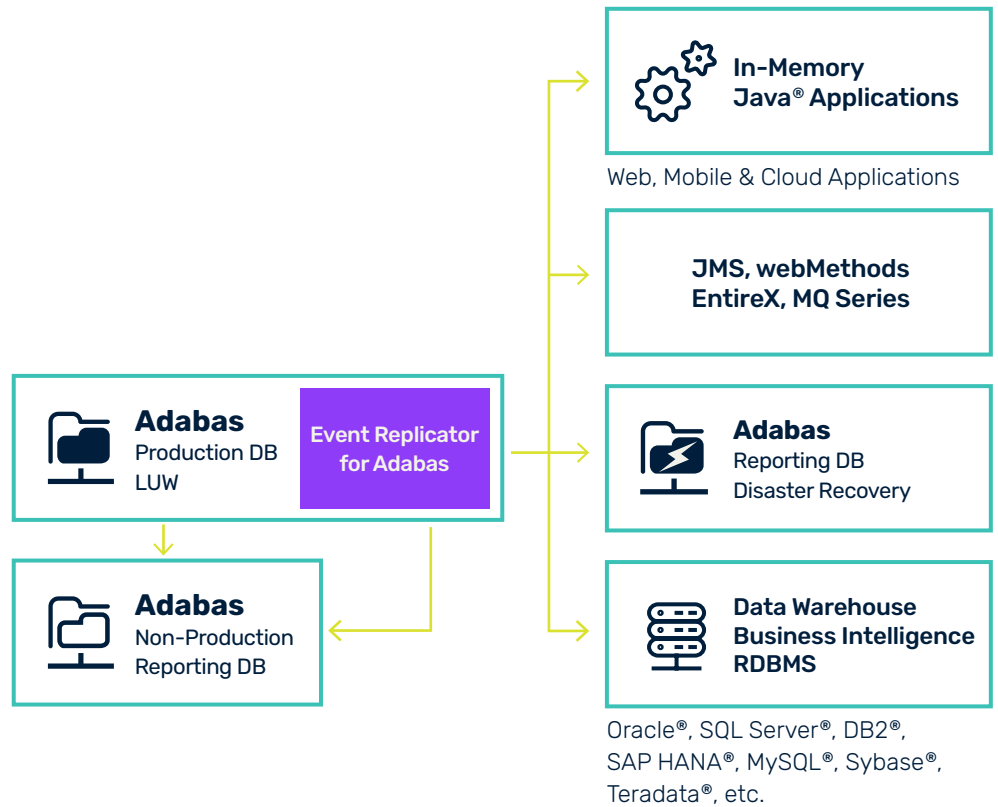 In-Memory
Java® Applications
Web, Mobile & Cloud Applications
JMS, webMethods
EntireX, MQ Series
Adabas
Production DB
LUW
Event Replicator
for Adabas
Adabas
Reporting DB
Disaster Recovery
Adabas
Non-Production
Reporting DB
Data Warehouse
Business Intelligence
RDBMS
Oracle®, SQL Server®, DB2®,
SAP HANA®, MySQL®, Sybase®,
Teradata®, etc.